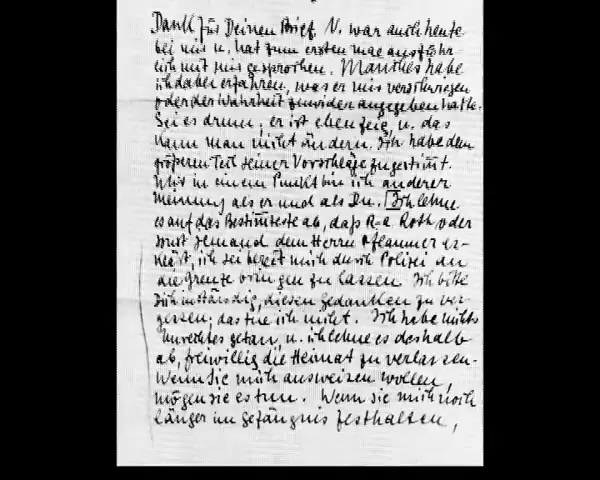 Dank für Deinen Brief. V. war auch heute
bei mir u. hat zum ersten mal ausführ
lich mit mir gesprochen. Manches habe
ich dabei erfahren, was er mir verschwiegen
oder der Wahrheit zuwider angegeben hatte.
Sei es drum; er ist eben feig, u. das
kann man nicht ändern. Ich habe den
größeren Teil seiner Vorschläge zugestimmt.
Wir in einem Punkt bin ich anderer
Meinung als er und als Du. Ich lehne
es auf das Bestimmteste ab, daß R-a. Roth oder
sonst jemand dem Herrn Pflaumer er-
klärt, ich sei bereit mich durch Polizei an
die Grenze bringen zu lassen. Ich bitte
Dich inständig, diesen Gedanken zu ver-
gessen; das tue ich nicht. Ich habe nichts
Unrechtes getan, u. ich lehne es deshalb
ab, freiwillig die Heimat zu verlassen.
Wenn sie mich ausweisen wollen,
mögen sie es tun. Wenn sie mich noch
länger im Gefängnis festhalten,